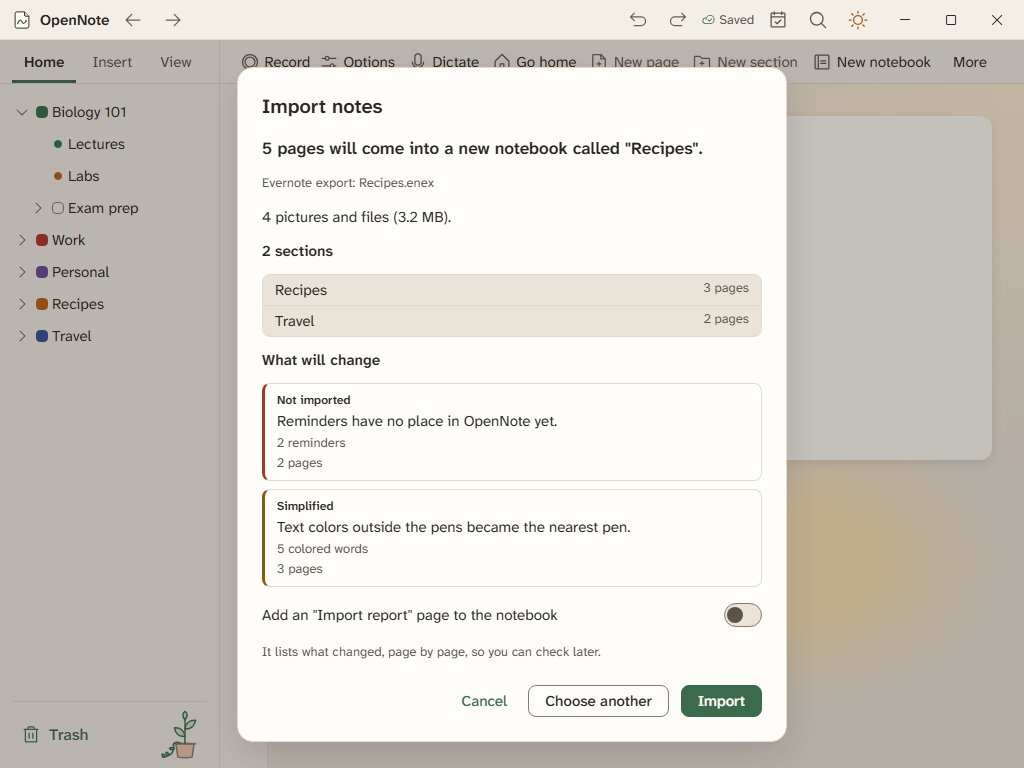 OpenNote
Saved
Home
Insert
View
Record
Options
Dictate
Go home
New page
New section
New notebook
More
Biology 101
Lectures
Labs
Exam prep
Work
Personal
Recipes
Travel
Trash
Import notes
5 pages will come into a new notebook called "Recipes".
Evernote export: Recipes.enex
4 pictures and files (3.2 MB).
2 sections
Recipes 3 pages
Travel 2 pages
What will change
Not imported
Reminders have no place in OpenNote yet.
2 reminders
2 pages
Simplified
Text colors outside the pens became the nearest pen.
5 colored words
3 pages
Add an "Import report" page to the notebook
It lists what changed, page by page, so you can check later.
Cancel
Choose another
Import